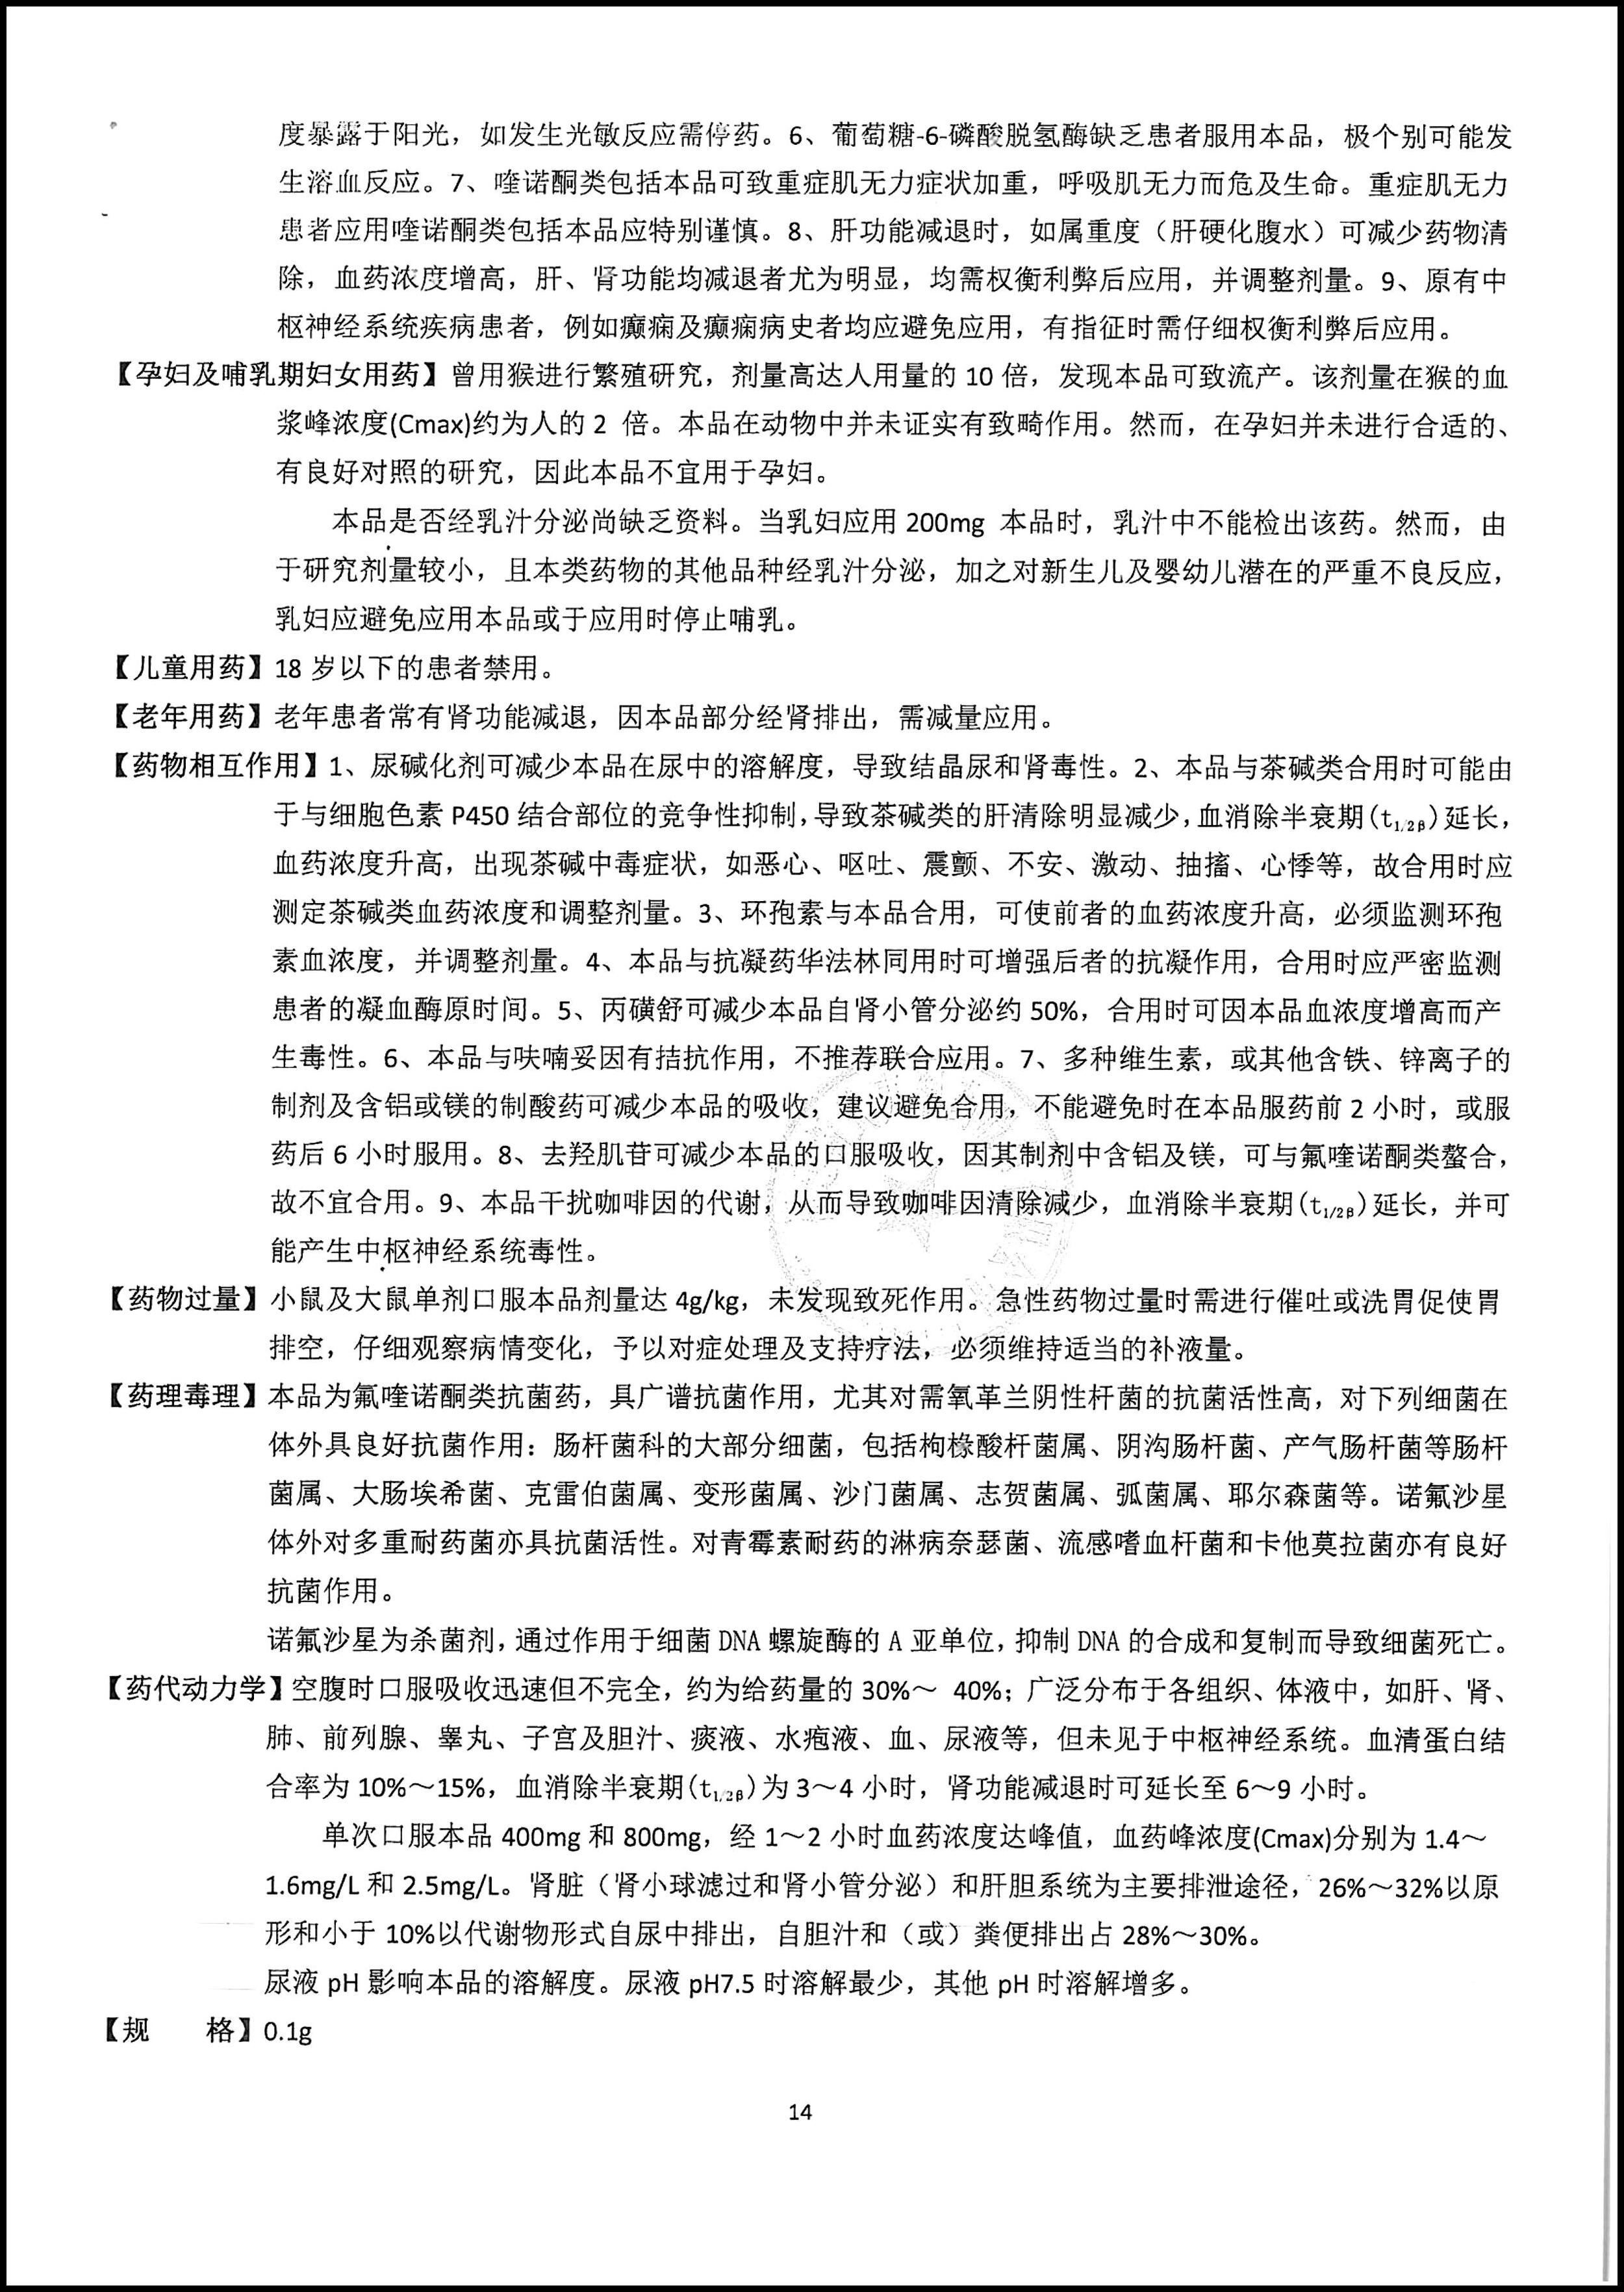 度暴露于阳光，如发生光敏反应需停药。6、葡萄糖-6-磷酸脱氢酶缺乏患者服用本品，极个别可能发
生溶血反应。7、喹诺酮类包括本品可致重症肌无力症状加重，呼吸肌无力而危及生命。重症肌无力
患者应用喹诺酮类包括本品应特别谨慎。8、肝功能减退时，如属重度（肝硬化腹水）可减少药物清
除，血药浓度增高，肝、肾功能均减退者尤为明显，均需权衡利弊后应用，并调整剂量。9、原有中
枢神经系统疾病患者，例如癫痫及癫痫病史者均应避免应用，有指征时需仔细权衡利弊后应用。
【孕妇及哺乳期妇女用药】曾用猴进行繁殖研究，剂量高达人用量的 10 倍，发现本品可致流产。该剂量在猴的血
浆峰浓度(Cmax)约为人的 2 倍。本品在动物中并未证实有致畸作用。然而，在孕妇并未进行合适的、
有良好对照的研究，因此本品不宜用于孕妇。
本品是否经乳汁分泌尚缺乏资料。当乳妇应用 200mg 本品时，乳汁中不能检出该药。然而，由
于研究剂量较小，且本类药物的其他品种经乳汁分泌，加之对新生儿及婴幼儿潜在的严重不良反应，
乳妇应避免应用本品或于应用时停止哺乳。
【儿童用药】18 岁以下的患者禁用。
【老年用药】老年患者常有肾功能减退，因本品部分经肾排出，需减量应用。
【药物相互作用】1、尿碱化剂可减少本品在尿中的溶解度，导致结晶尿和肾毒性。2、本品与茶碱类合用时可能由
于与细胞色素 P450 结合部位的竞争性抑制，导致茶碱类的肝清除明显减少，血消除半衰期(t1/2β)延长，
血药浓度升高，出现茶碱中毒症状，如恶心、呕吐、震颤、不安、激动、抽搐、心悸等，故合用时应
测定茶碱类血药浓度和调整剂量。3、环孢素与本品合用，可使前者的血药浓度升高，必须监测环孢
素血浓度，并调整剂量。4、本品与抗凝药华法林同用时可增强后者的抗凝作用，合用时应严密监测
患者的凝血酶原时间。5、丙磺舒可减少本品自肾小管分泌约 50%，合用时可因本品血浓度增高而产
生毒性。6、本品与呋喃妥因有拮抗作用，不推荐联合应用。7、多种维生素，或其他含铁、锌离子的
制剂及含铝或镁的制酸药可减少本品的吸收，建议避免合用，不能避免时在本品服药前 2 小时，或服
药后 6 小时服用。8、去羟肌苷可减少本品的口服吸收，因其制剂中含铝及镁，可与氟喹诺酮类螯合，
故不宜合用。9、本品干扰咖啡因的代谢，从而导致咖啡因清除减少，血消除半衰期(t1/2β)延长，并可
能产生中枢神经系统毒性。
【药物过量】小鼠及大鼠单剂口服本品剂量达 4g/kg，未发现致死作用。急性药物过量时需进行催吐或洗胃促使胃
排空，仔细观察病情变化，予以对症处理及支持疗法，必须维持适当的补液量。
【药理毒理】本品为氟喹诺酮类抗菌药，具广谱抗菌作用，尤其对需氧革兰阴性杆菌的抗菌活性高，对下列细菌在
体外具良好抗菌作用：肠杆菌科的大部分细菌，包括枸橼酸杆菌属、阴沟肠杆菌、产气肠杆菌等肠杆
菌属、大肠埃希菌、克雷伯菌属、变形菌属、沙门菌属、志贺菌属、弧菌属、耶尔森菌等。诺氟沙星
体外对多重耐药菌亦具抗菌活性。对青霉素耐药的淋病奈瑟菌、流感嗜血杆菌和卡他莫拉菌亦有良好
抗菌作用。
诺氟沙星为杀菌剂，通过作用于细菌 DNA 螺旋酶的 A 亚单位，抑制 DNA 的合成和复制而导致细菌死亡。
【药代动力学】空腹时口服吸收迅速但不完全，约为给药量的 30%～ 40%；广泛分布于各组织、体液中，如肝、肾、
肺、前列腺、睾丸、子宫及胆汁、痰液、水疱液、血、尿液等，但未见于中枢神经系统。血清蛋白结
合率为 10%～15%，血消除半衰期(t1/2β)为 3～4 小时，肾功能减退时可延长至 6～9 小时。
单次口服本品 400mg 和 800mg，经 1～2 小时血药浓度达峰值，血药峰浓度(Cmax)分别为 1.4～
1.6mg/L 和 2.5mg/L。肾脏（肾小球滤过和肾小管分泌）和肝胆系统为主要排泄途径，26%～32%以原
形和小于 10%以代谢物形式自尿中排出，自胆汁和（或）粪便排出占 28%～30%。
尿液 pH 影响本品的溶解度。尿液 pH7.5 时溶解最少，其他 pH 时溶解增多。
【规　　格】0.1g
14